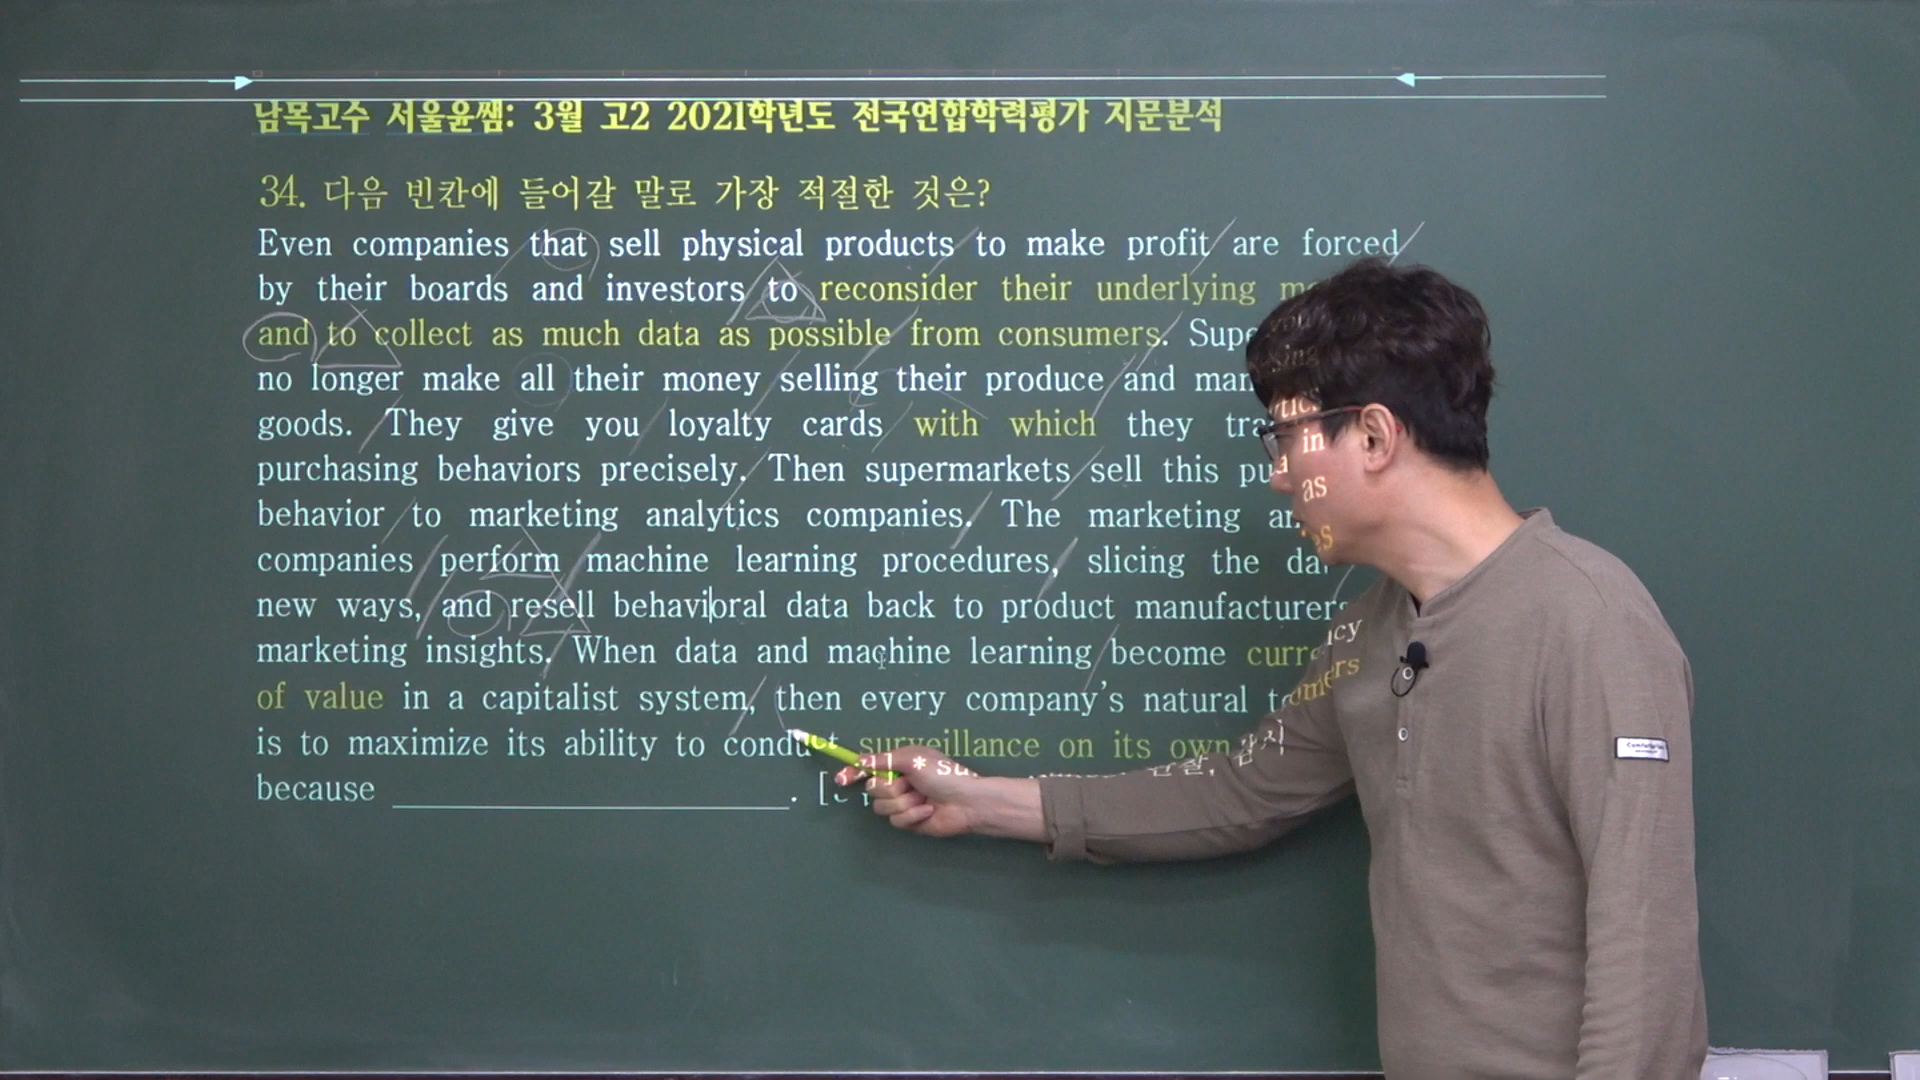 남목고수 서울윤쌤: 3월 고2 2021학년도 전국연합학력평가 지문분석
34. 다음 빈칸에 들어갈 말로 가장 적절한 것은?
Even companies that sell physical products to make profit are forced
by their boards and investors to reconsider their underlying
and to collect as much data as possible from consumers.
no longer make all their money selling their produce and
goods. They give you loyalty cards with which they
purchasing behaviors precisely. Then supermarkets sell this
behavior to marketing analytics companies. The marketing
companies perform machine learning procedures, slicing the
new ways, and resell behavioral data back to product manufacturers
marketing insights. When data and machine learning become
of value in a capitalist system, then every company's natural
is to maximize its ability to conduct surveillance on its own
because ____________.